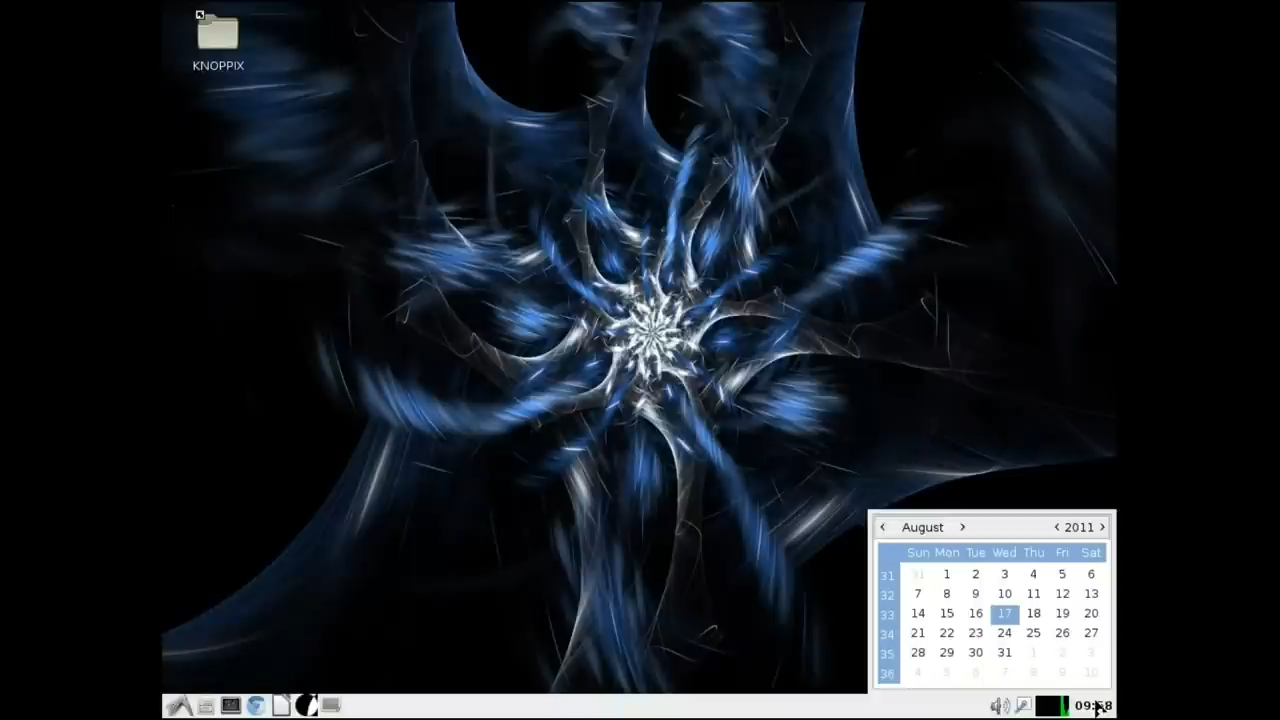 KNOPPIX
< August > < 2011 >
Sun Mon Tue Wed Thu Fri Sat
31 31 1 2 3 4 5 6
32 7 8 9 10 11 12 13
33 14 15 16 17 18 19 20
34 21 22 23 24 25 26 27
35 28 29 30 31 1 2 3
36 4 5 6 7 8 9 10
09:58